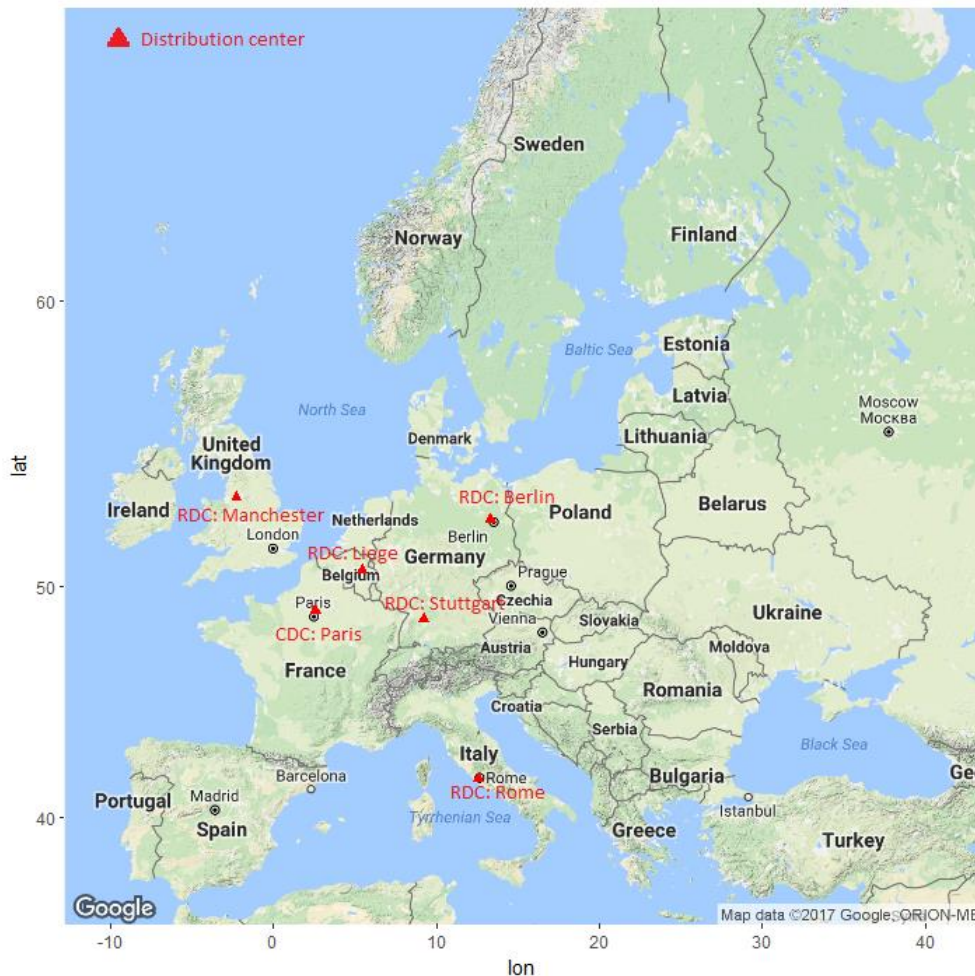 Distribution center
Sweden
Norway
Finland
60
Estonia
Baltic Sea
Latvia
Moscow
Москва
North Sea
Denmark
Lithuania
United
Kingdom
lat
Ireland
RDC: Manchester
London
Netherlands
RDC: Berlin
Berlin
Poland
Belarus
RDC: Liege
Germany
Belgium
Prague
50
Paris
RDC: Stuttgart
Czechia
Vienna
Ukraine
CDC: Paris
Slovakia
Austria
Moldova
France
Hungary
Romania
Croatia
Serbia
Italy
Black Sea
Barcelona
Rome
Bulgaria
Ge
Portugal
Madrid
RDC: Rome
Istanbul
40
Spain
Tyrrhenian Sea
Greece
Turkey
Google
Map data ©2017 Google, ORION-ME
-10
0
10
20
30
40
lon